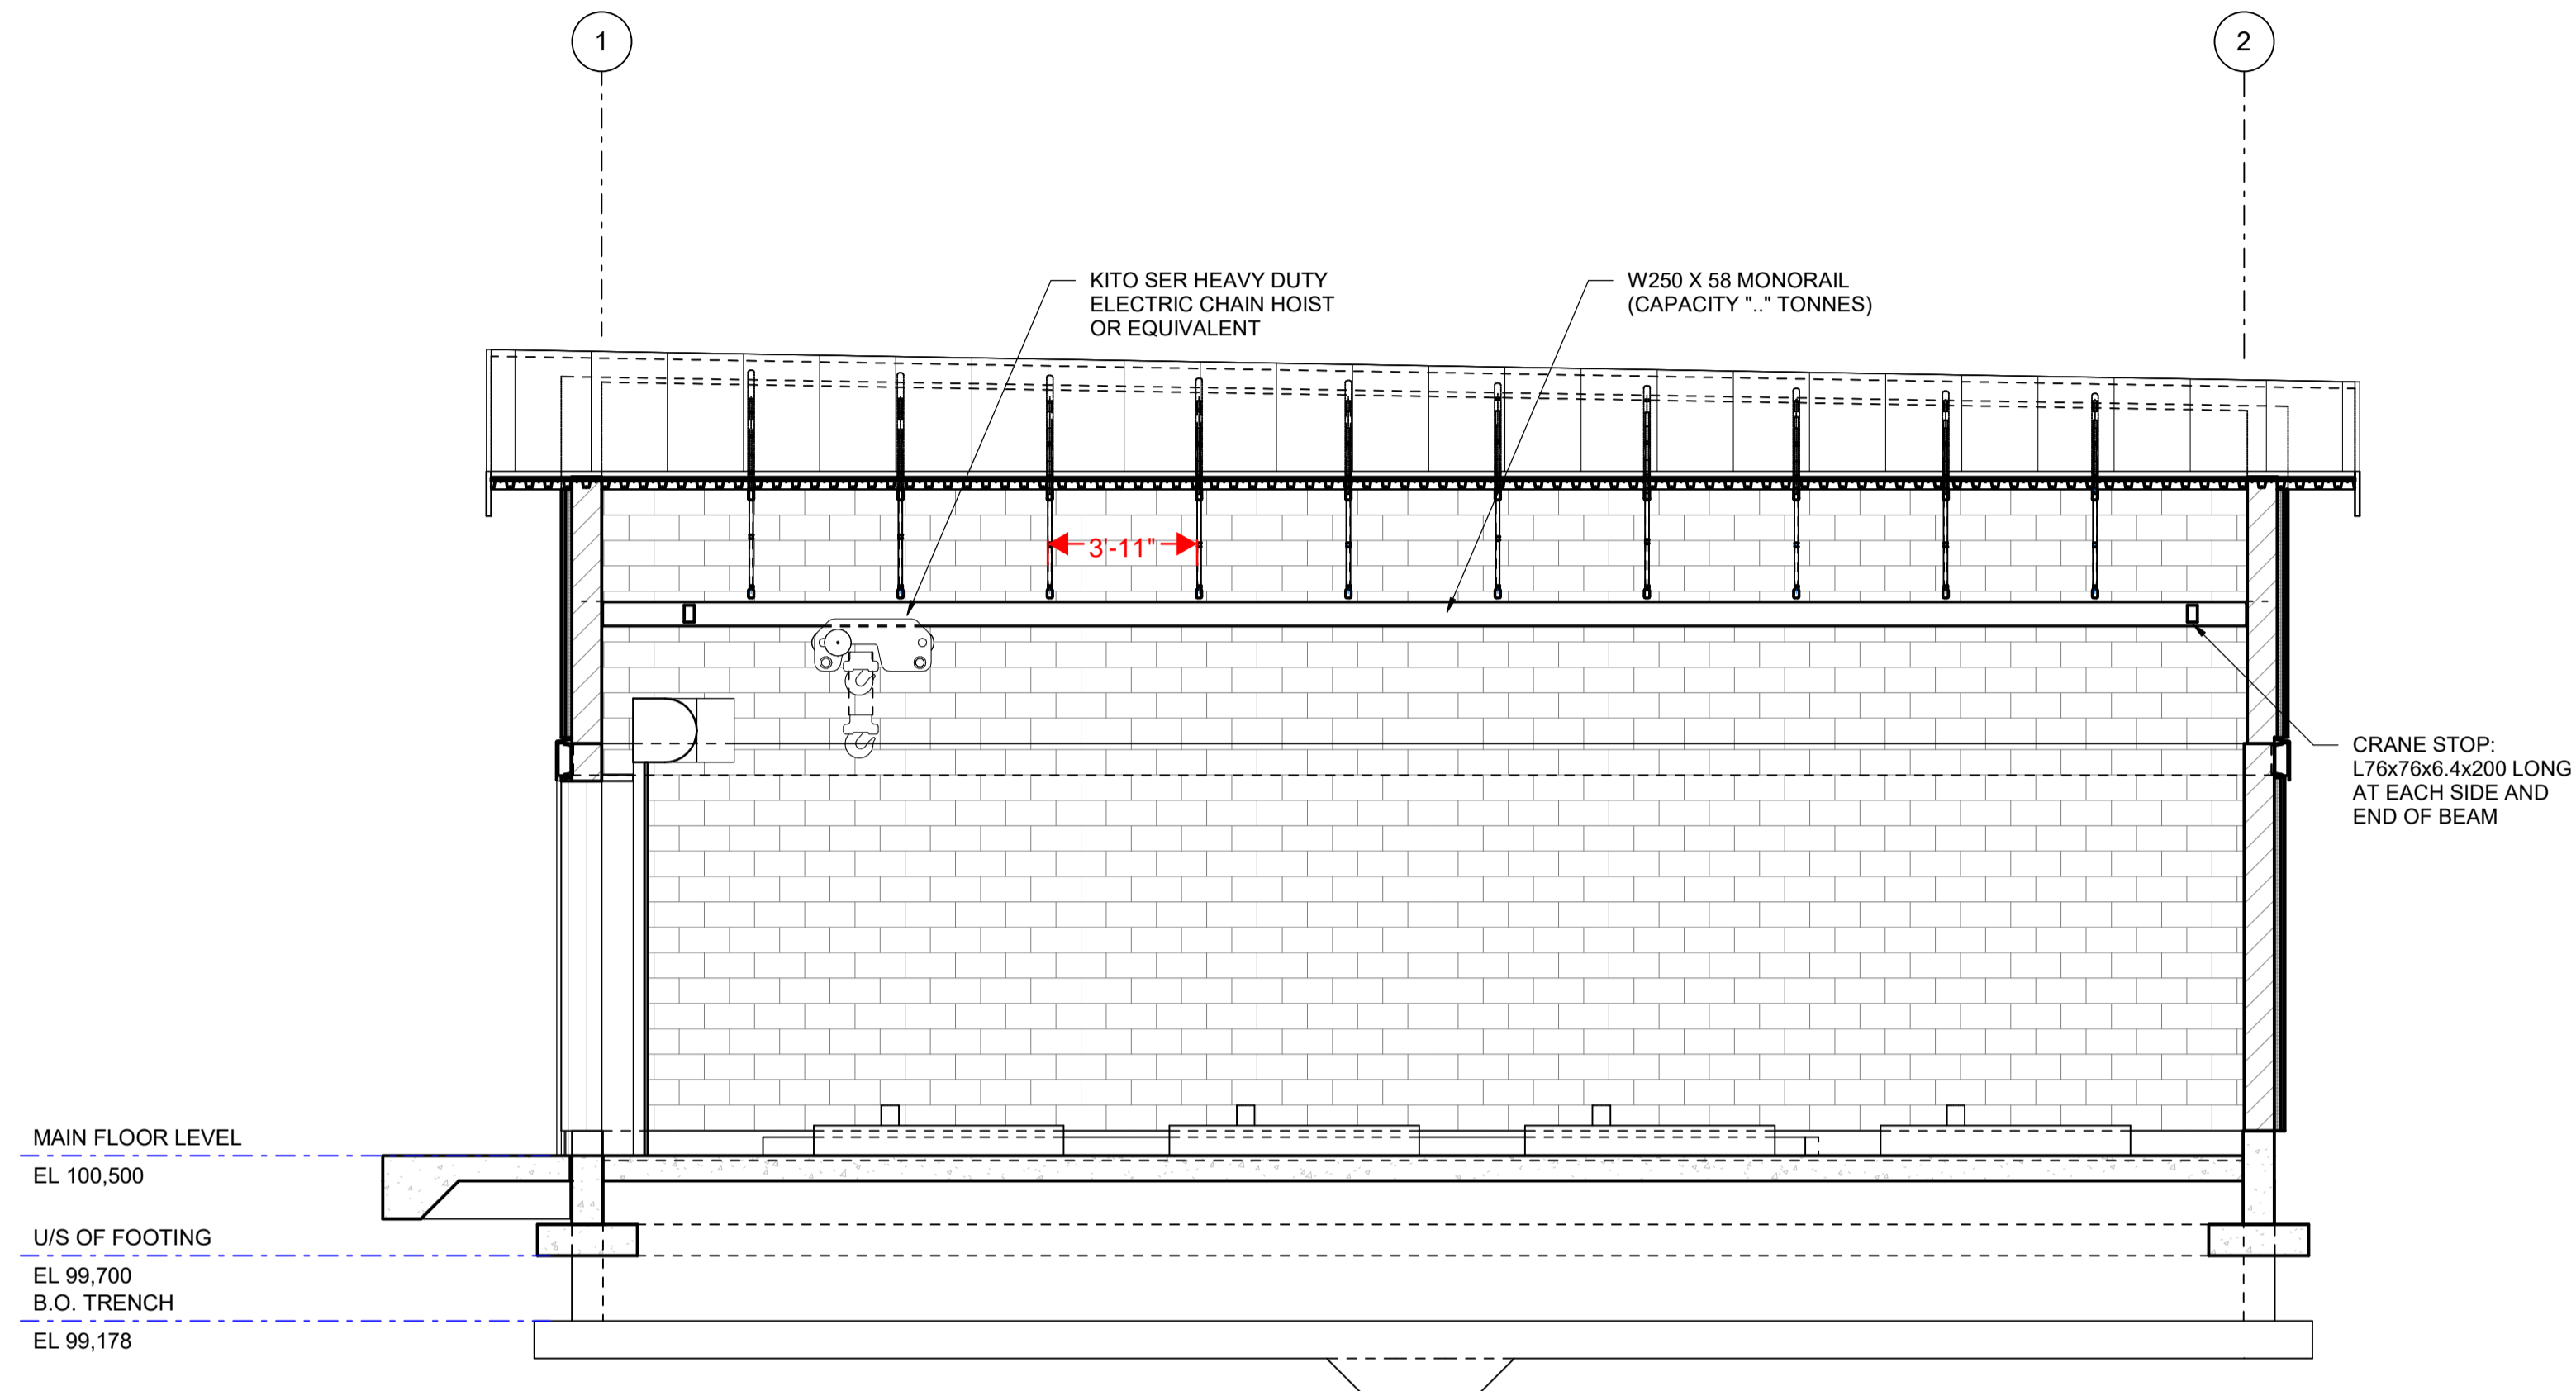 1
2
KITO SER HEAVY DUTY
ELECTRIC CHAIN HOIST
OR EQUIVALENT
W250 X 58 MONORAIL
(CAPACITY ".." TONNES)
3'-11"
CRANE STOP:
L76x76x6.4x200 LONG
AT EACH SIDE AND
END OF BEAM
MAIN FLOOR LEVEL
EL 100,500
U/S OF FOOTING
EL 99,700
B.O. TRENCH
EL 99,178